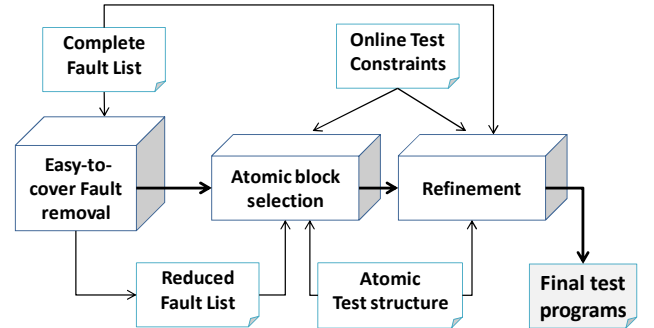 Complete
Fault List
Online Test
Constraints
Easy-to-
cover Fault
removal
Atomic block
selection
Refinement
Reduced
Fault List
Atomic
Test structure
Final test
programs